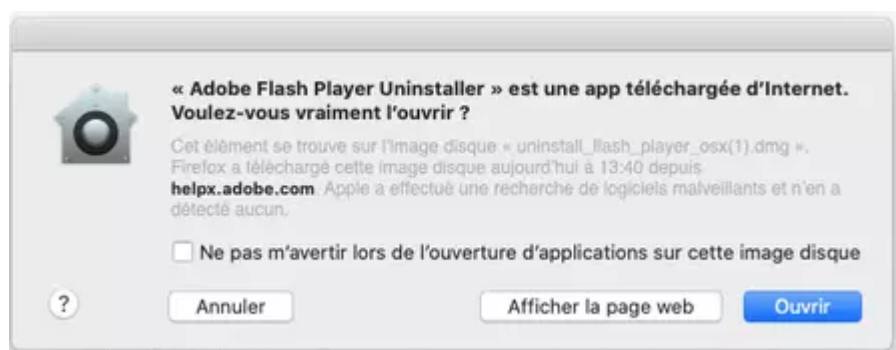 « Adobe Flash Player Uninstaller » est une app téléchargée d’Internet.
Voulez-vous vraiment l’ouvrir ?
Cet élément se trouve sur l’image disque « uninstall_flash_player_osx(1).dmg ».
Firefox a téléchargé cette image disque aujourd’hui à 13:40 depuis
helpx.adobe.com. Apple a effectué une recherche de logiciels malveillants et n’en a
détecté aucun.
Ne pas m’avertir lors de l’ouverture d’applications sur cette image disque
?
Annuler
Afficher la page web
Ouvrir